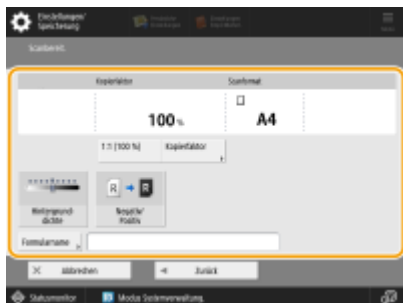 Einstellungen/
Speicherung
Scanbereit.
Kopierfaktor
Scanformat
100 %
A4
1:1 (100 %)
Kopierfaktor
R
R
Hintergrund-
dichte
Negativ/
Positiv
Formularname
Abbrechen
Zurück
Statusmonitor
Modus Systemverwaltung.